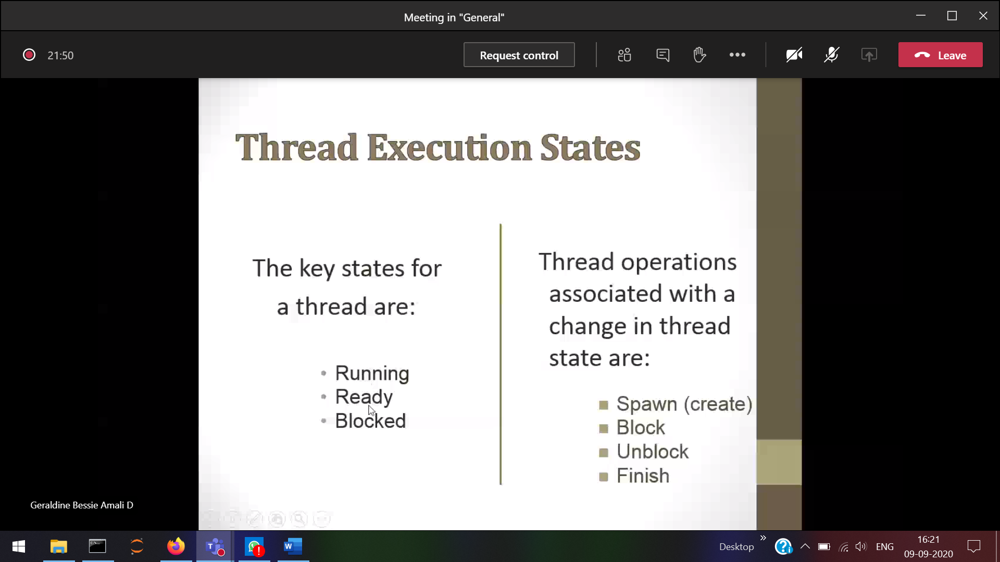 Meeting in "General"
21:50
Request control
Leave
Thread Execution States
The key states for
a thread are:
• Running
• Ready
• Blocked
Thread operations
associated with a
change in thread
state are:
■ Spawn (create)
■ Block
■ Unblock
■ Finish
Geraldine Bessie Amali D
Desktop
ENG
16:21
09-09-2020